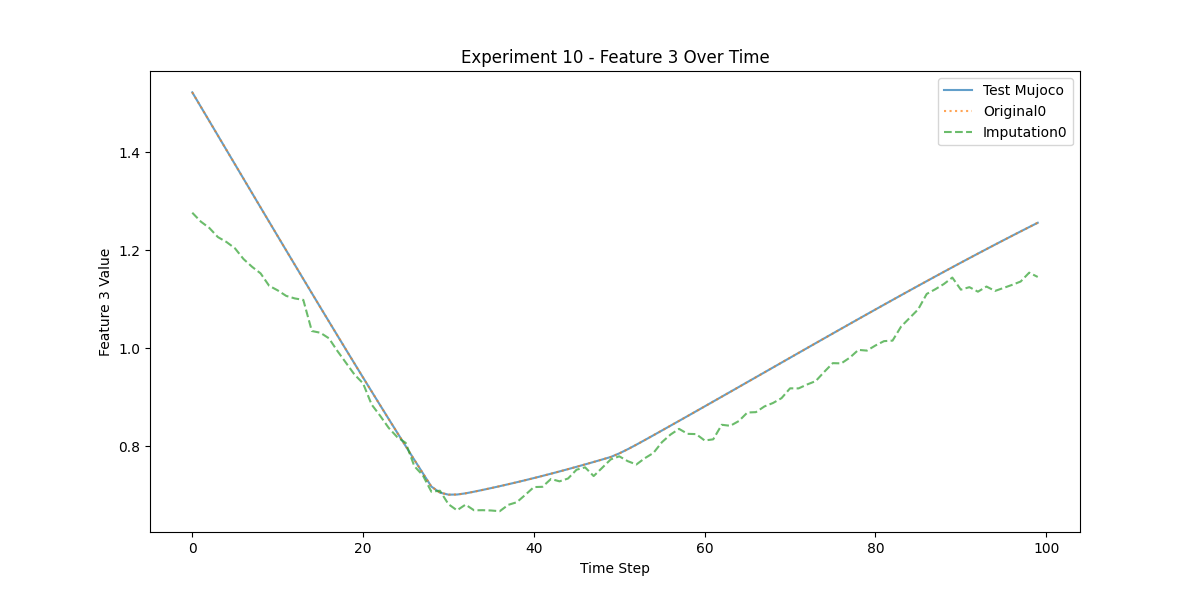 Experiment 10 - Feature 3 Over Time
Test Mujoco
Original0
Imputation0
Feature 3 Value
1.4
1.2
1.0
0.8
0
20
40
60
80
100
Time Step